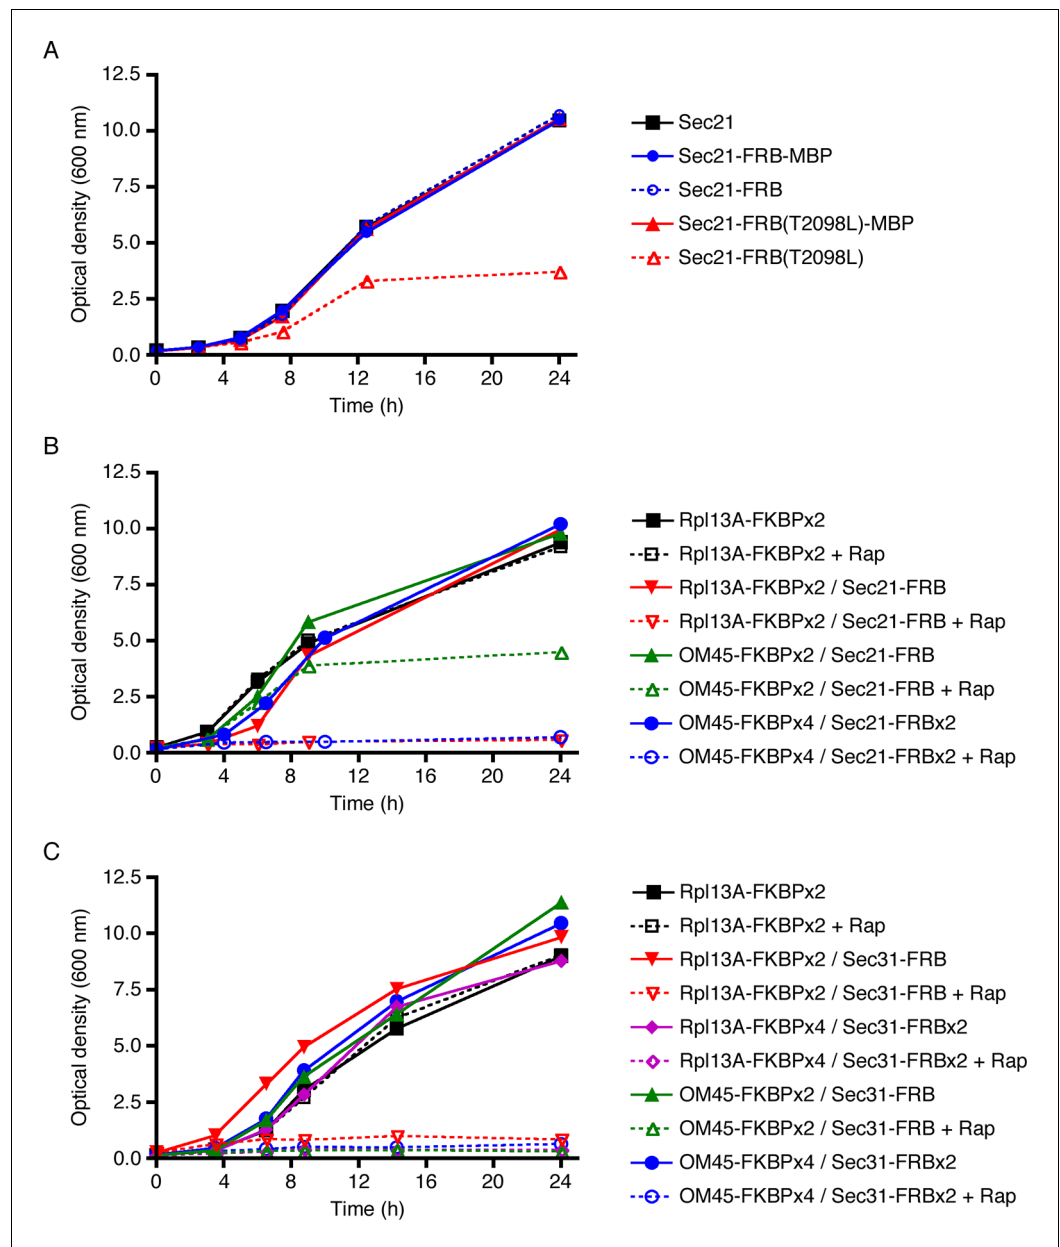 A
12.5
10.0
7.5
5.0
2.5
0.0
Optical density (600 nm)
0 4 8 12 16 20 24
Time (h)
Sec21
Sec21-FRB-MBP
Sec21-FRB
Sec21-FRB(T2098L)-MBP
Sec21-FRB(T2098L)
B
12.5
10.0
7.5
5.0
2.5
0.0
Optical density (600 nm)
0 4 8 12 16 20 24
Time (h)
Rpl13A-FKBPx2
Rpl13A-FKBPx2 + Rap
Rpl13A-FKBPx2 / Sec21-FRB
Rpl13A-FKBPx2 / Sec21-FRB + Rap
OM45-FKBPx2 / Sec21-FRB
OM45-FKBPx2 / Sec21-FRB + Rap
OM45-FKBPx4 / Sec21-FRBx2
OM45-FKBPx4 / Sec21-FRBx2 + Rap
C
12.5
10.0
7.5
5.0
2.5
0.0
Optical density (600 nm)
0 4 8 12 16 20 24
Time (h)
Rpl13A-FKBPx2
Rpl13A-FKBPx2 + Rap
Rpl13A-FKBPx2 / Sec31-FRB
Rpl13A-FKBPx2 / Sec31-FRB + Rap
Rpl13A-FKBPx4 / Sec31-FRBx2
Rpl13A-FKBPx4 / Sec31-FRBx2 + Rap
OM45-FKBPx2 / Sec31-FRB
OM45-FKBPx2 / Sec31-FRB + Rap
OM45-FKBPx4 / Sec31-FRBx2
OM45-FKBPx4 / Sec31-FRBx2 + Rap